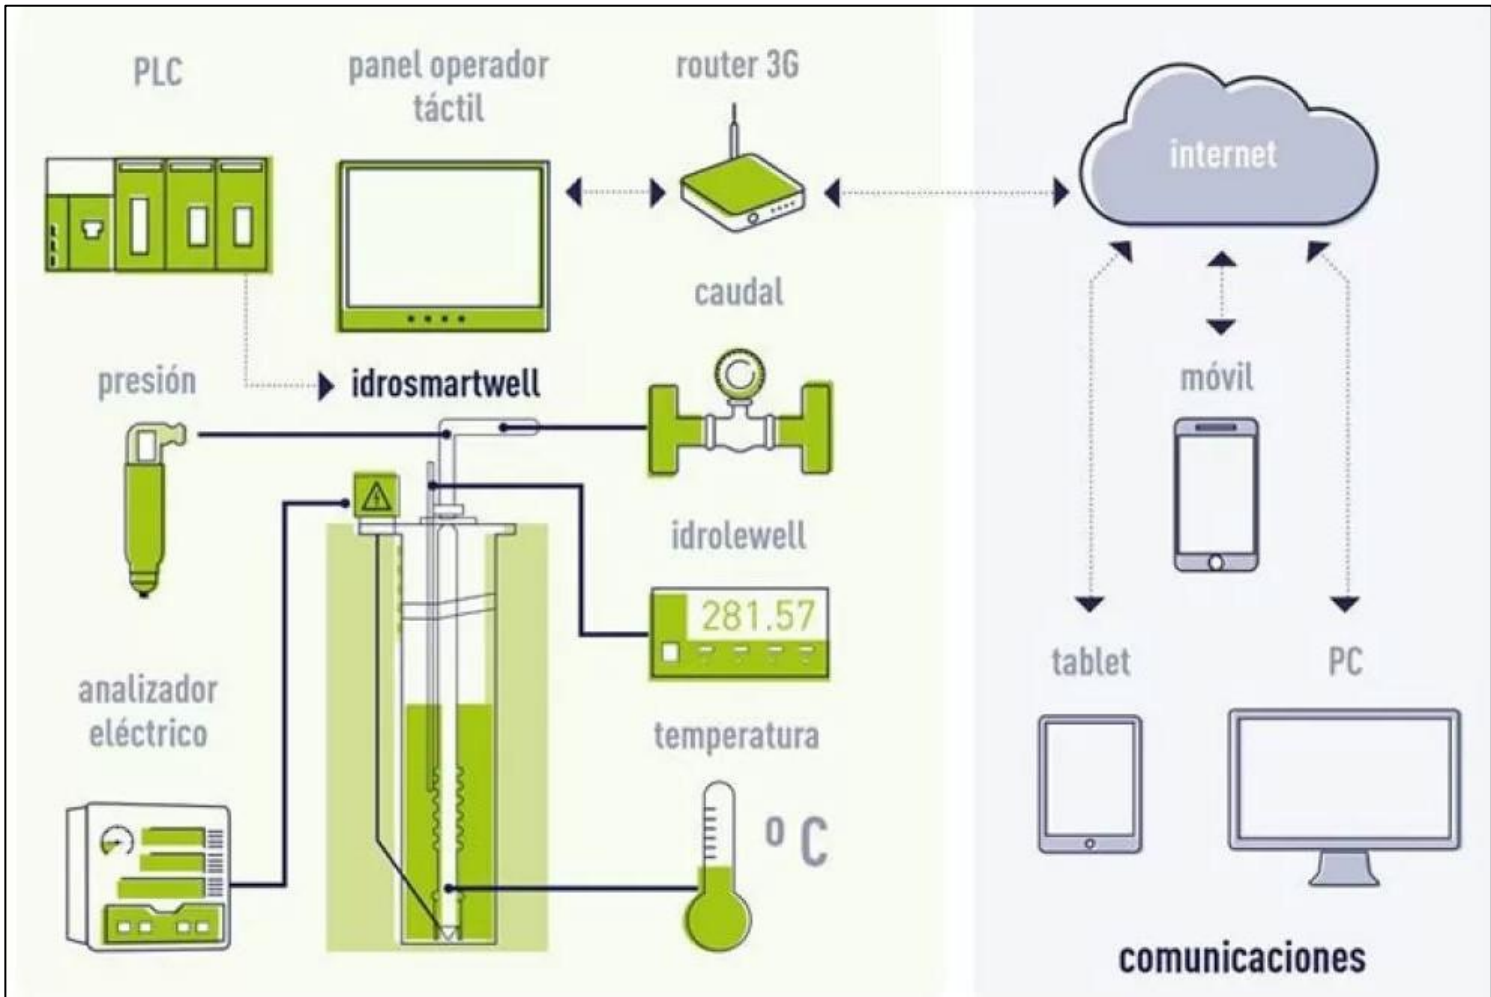 PLC
panel operador
táctil
router 3G
internet
caudal
presión
idrosmartwell
móvil
idrolewell
281.57
tablet
PC
analizador
eléctrico
temperatura
º C
comunicaciones